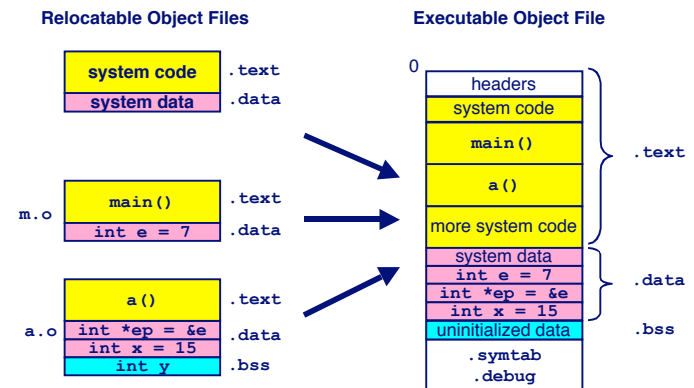 Relocatable Object Files
system code
.text
system data
.data
m.o
main()
.text
int e = 7
.data
a.o
a()
.text
int *ep = &e
int x = 15
.data
int y
.bss
Executable Object File
0
headers
system code
main()
a()
more system code
.text
system data
int e = 7
int *ep = &e
int x = 15
.data
uninitialized data
.bss
.symtab
.debug